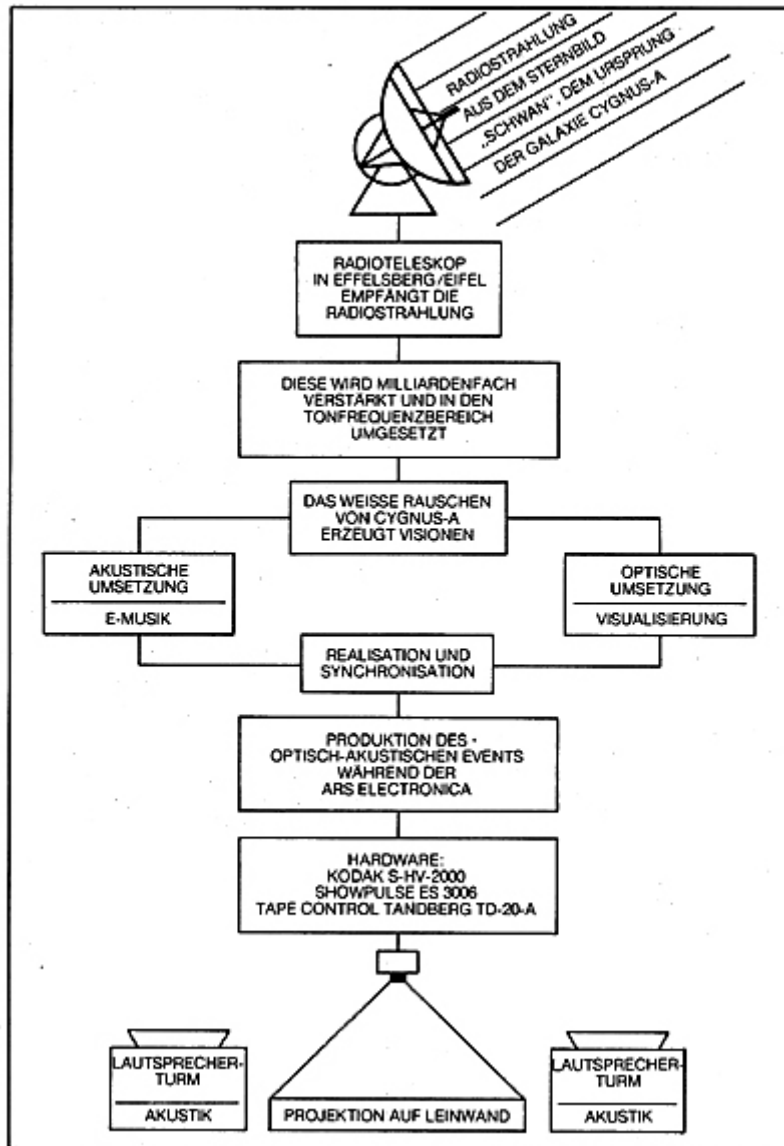 RADIOSTRAHLUNG
AUS DEM STERNBILD
„SCHWAN”, DEM URSPRUNG
DER GALAXIE CYGNUS-A
RADIOTELESKOP
IN EFFELSBERG/EIFEL
EMPFÄNGT DIE
RADIOSTRAHLUNG
DIESE WIRD MILLIARDENFACH
VERSTÄRKT UND IN DEN
TONFREQUENZBEREICH
UMGESETZT
DAS WEISSE RAUSCHEN
VON CYGNUS-A
ERZEUGT VISIONEN
AKUSTISCHE
UMSETZUNG
E-MUSIK
OPTISCHE
UMSETZUNG
VISUALISIERUNG
REALISATION UND
SYNCHRONISATION
PRODUKTION DES
OPTISCH-AKUSTISCHEN EVENTS
WÄHREND DER
ARS ELECTRONICA
HARDWARE:
KODAK S-HV-2000
SHOWPULSE ES 3006
TAPE CONTROL TANDBERG TD-20-A
LAUTSPRECHER-
TURM
AKUSTIK
PROJEKTION AUF LEINWAND
LAUTSPRECHER-
TURM
AKUSTIK